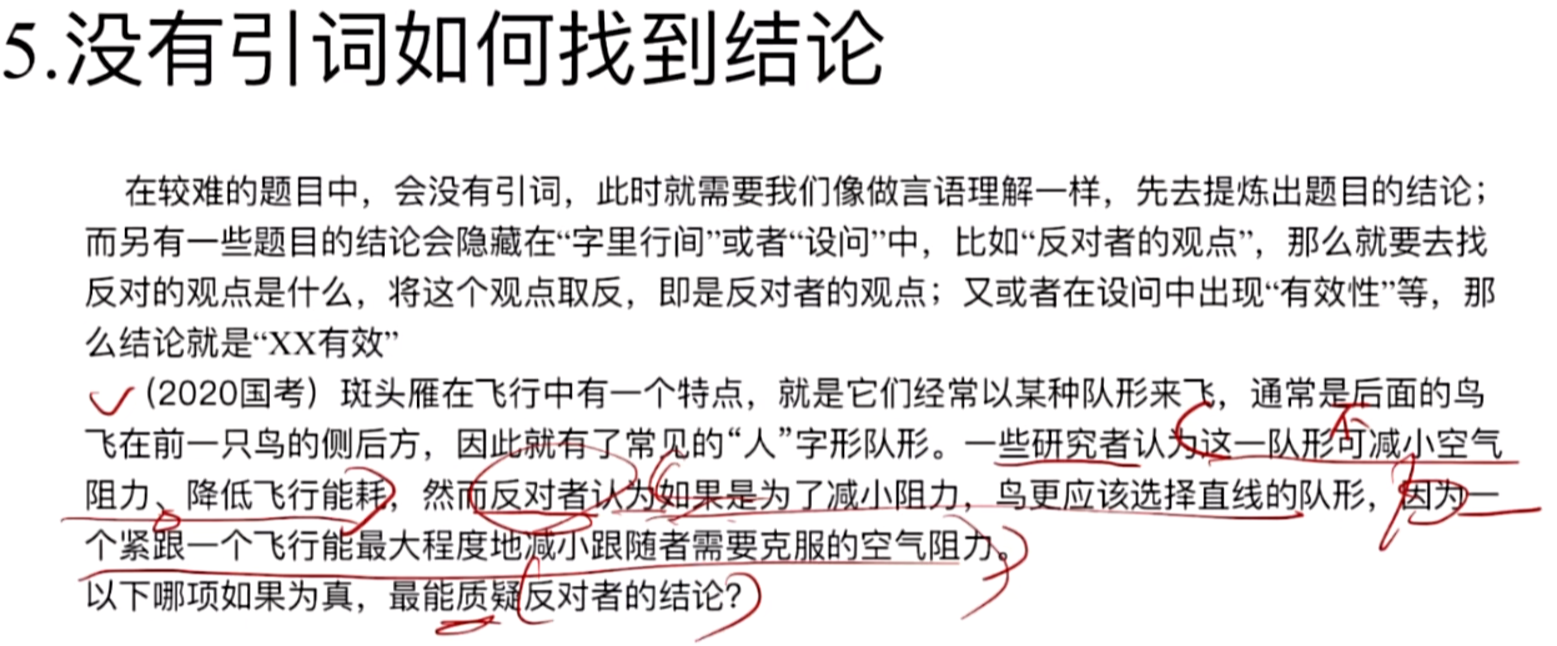 5.没有引词如何找到结论
在较难的题目中，会没有引词，此时就需要我们像做言语理解一样，先去提炼出题目的结论；
而另有一些题目的结论会隐藏在“字里行间”或者“设问”中，比如“反对者的观点”，那么就要去找
反对的观点是什么，将这个观点取反，即是反对者的观点；又或者在设问中出现“有效性”等，那
么结论就是“XX有效”
（2020国考）斑头雁在飞行中有一个特点，就是它们经常以某种队形来飞，通常是后面的鸟
飞在前一只鸟的侧后方，因此就有了常见的“人”字形队形。一些研究者认为这一队形可减小空气
阻力、降低飞行能耗，然而反对者认为如果是为了减小阻力，鸟更应该选择直线的队形，因为一
个紧跟一个飞行能最大程度地减小跟随者需要克服的空气阻力。
以下哪项如果为真，最能质疑反对者的结论？